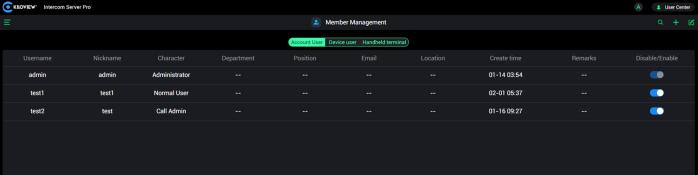 KBOVIEW Intercom Server Pro A User Center
Member Management
Account User Device user Handheld terminal
Username Nickname Character Department Position Email Location Create time Remarks Disable/Enable
admin admin Administrator -- -- -- -- 01-14 03:54 --
test1 test1 Normal User -- -- -- -- 02-01 05:37 --
test2 test Call Admin -- -- -- -- 01-16 09:27 --